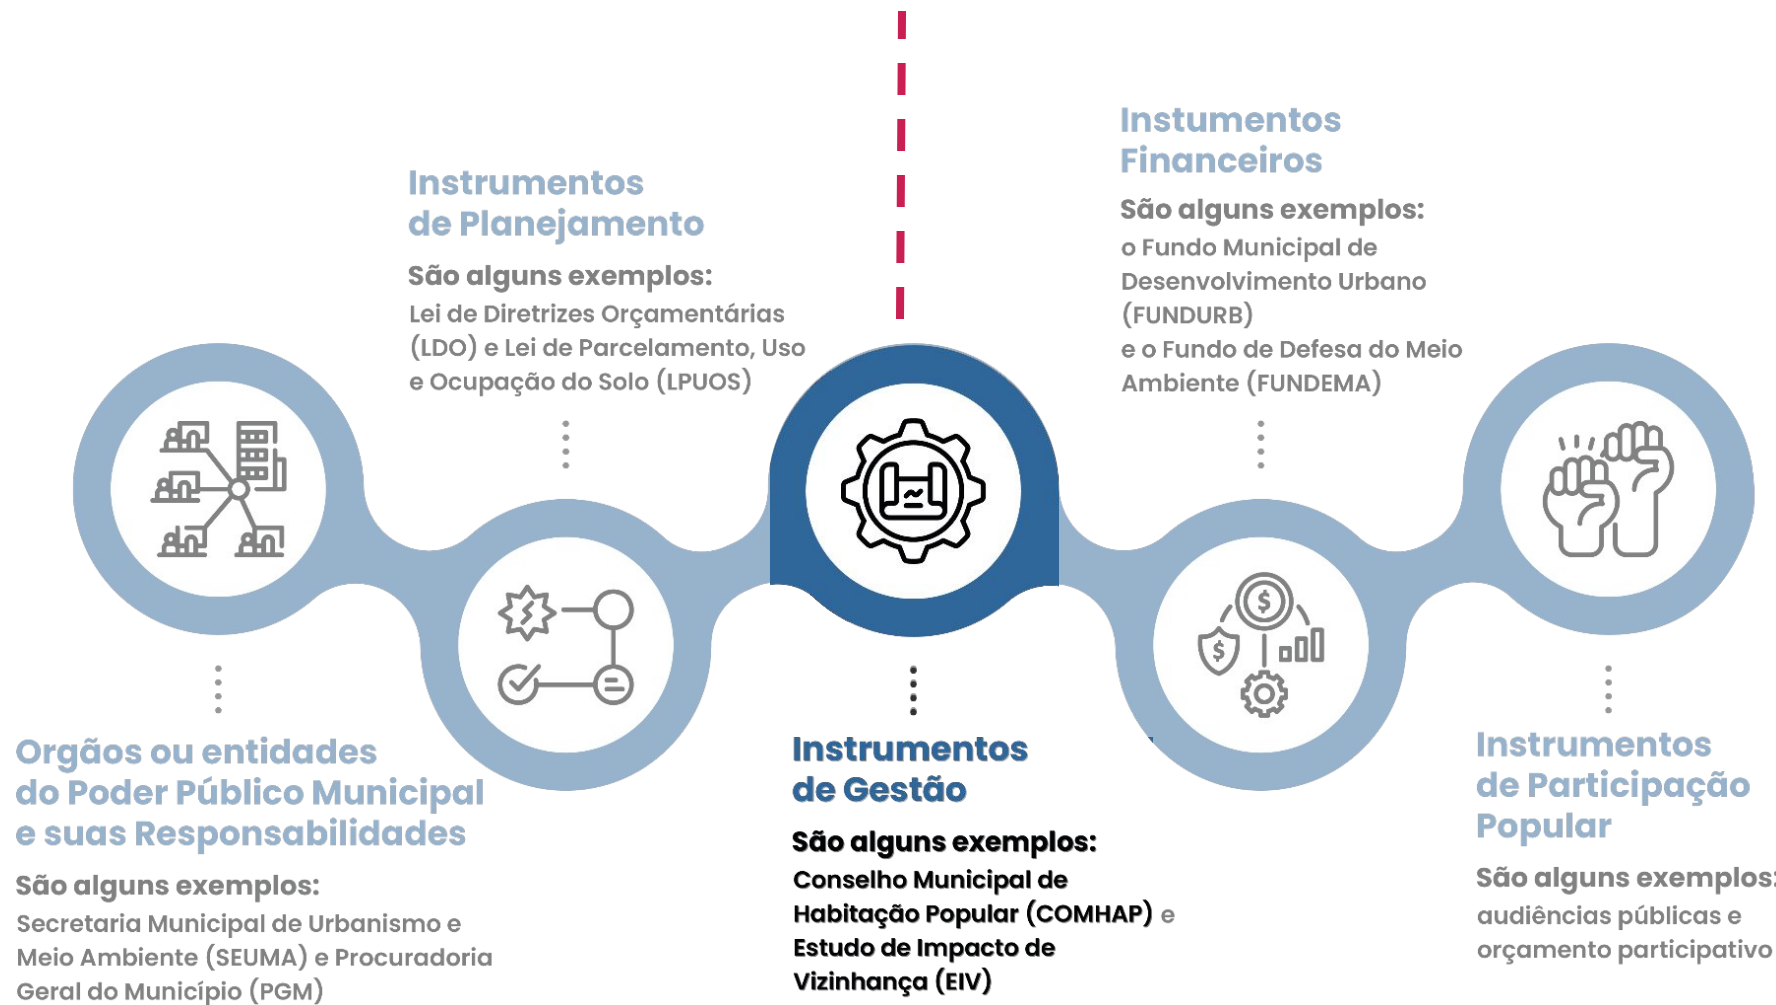 Orgãos ou entidades
do Poder Público Municipal
e suas Responsabilidades
São alguns exemplos:
Secretaria Municipal de Urbanismo e
Meio Ambiente (SEUMA) e Procuradoria
Geral do Município (PGM)
Instrumentos
de Planejamento
São alguns exemplos:
Lei de Diretrizes Orçamentárias
(LDO) e Lei de Parcelamento, Uso
e Ocupação do Solo (LPUOS)
Instrumentos
de Gestão
São alguns exemplos:
Conselho Municipal de
Habitação Popular (COMHAP) e
Estudo de Impacto de
Vizinhança (EIV)
Instumentos
Financeiros
São alguns exemplos:
o Fundo Municipal de
Desenvolvimento Urbano
(FUNDURB)
e o Fundo de Defesa do Meio
Ambiente (FUNDEMA)
$
$
Instrumentos
de Participação
Popular
São alguns exemplos:
audiências públicas e
orçamento participativo